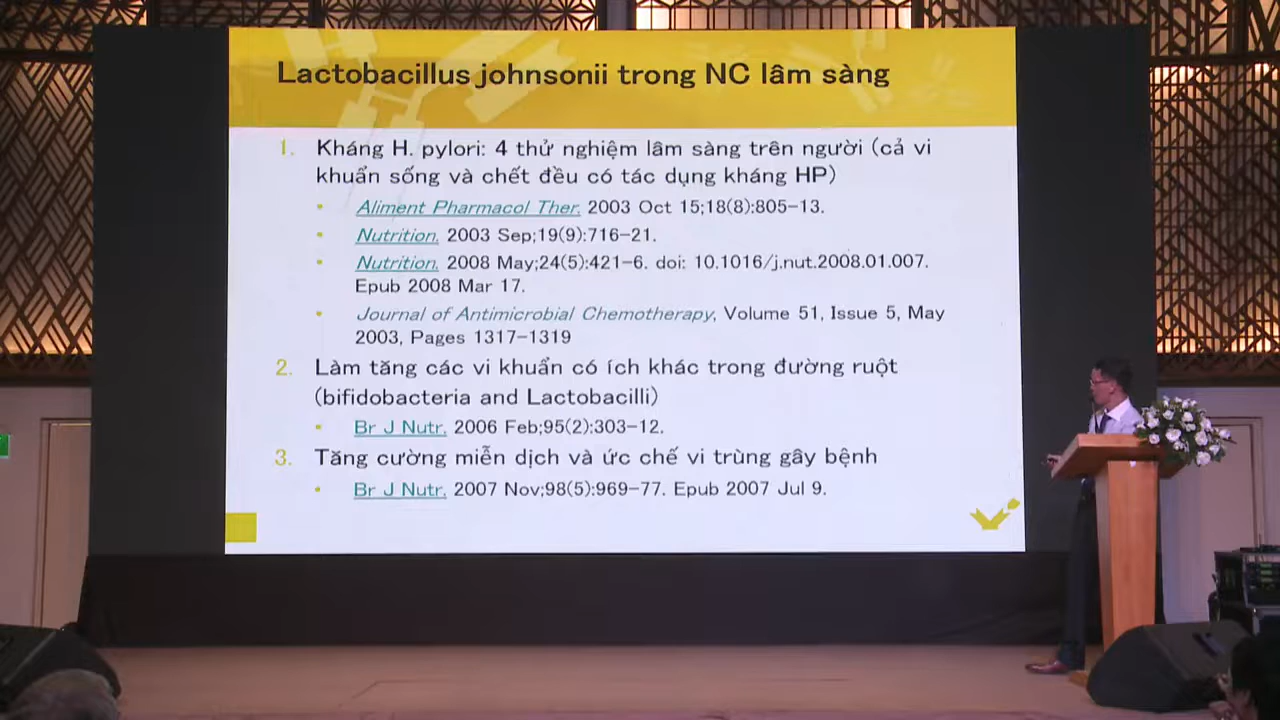 Lactobacillus johnsonii trong NC lâm sàng
1. Kháng H. pylori: 4 thử nghiệm lâm sàng trên người (cả vi
khuẩn sống và chết đều có tác dụng kháng HP)
• Aliment Pharmacol Ther. 2003 Oct 15;18(8):805-13.
• Nutrition. 2003 Sep;19(9):716-21.
• Nutrition. 2008 May;24(5):421-6. doi: 10.1016/j.nut.2008.01.007.
Epub 2008 Mar 17.
• Journal of Antimicrobial Chemotherapy, Volume 51, Issue 5, May
2003, Pages 1317-1319
2. Làm tăng các vi khuẩn có ích khác trong đường ruột
(bifidobacteria and Lactobacilli)
• Br J Nutr. 2006 Feb;95(2):303-12.
3. Tăng cường miễn dịch và ức chế vi trùng gây bệnh
• Br J Nutr. 2007 Nov;98(5):969-77. Epub 2007 Jul 9.